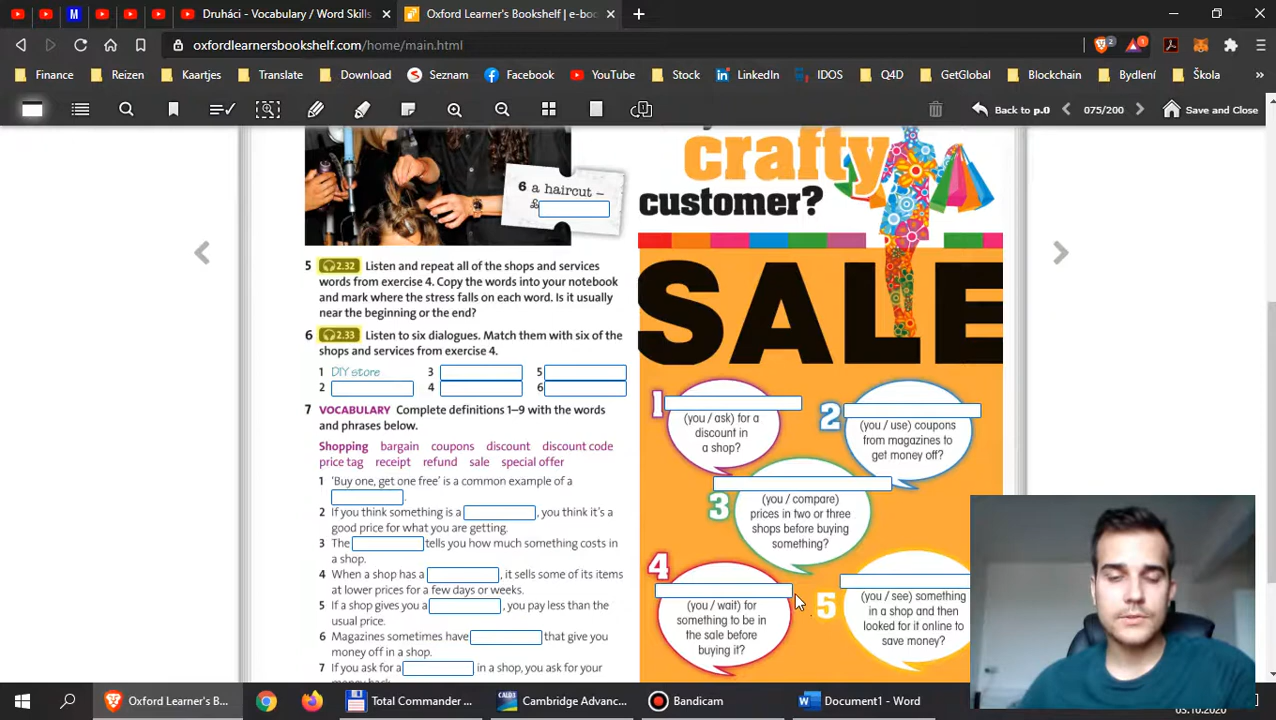 Druháci - Vocabulary / Word Skills
Oxford Learner's Bookshelf | e-boo
oxfordlearnersbookshelf.com/home/main.html
2
1
Finance
Reizen
Kaartjes
Translate
Download
Seznam
Facebook
YouTube
Stock
LinkedIn
IDOS
Q4D
GetGlobal
Blockchain
Bydlení
Škola
»
Back to p.0
075/200
Save and Close
6 a haircut –
£
crafty
customer?
SALE
5 2.32 Listen and repeat all of the shops and services
words from exercise 4. Copy the words into your notebook
and mark where the stress falls on each word. Is it usually
near the beginning or the end?
6 2.33 Listen to six dialogues. Match them with six of the
shops and services from exercise 4.
1 DIY store 3 5
2 4 6
7 VOCABULARY Complete definitions 1–9 with the words
and phrases below.
Shopping bargain coupons discount discount code
price tag receipt refund sale special offer
1 'Buy one, get one free' is a common example of a
.
2 If you think something is a , you think it's a
good price for what you are getting.
3 The tells you how much something costs in
a shop.
4 When a shop has a , it sells some of its items
at lower prices for a few days or weeks.
5 If a shop gives you a , you pay less than the
usual price.
6 Magazines sometimes have that give you
money off in a shop.
7 If you ask for a in a shop, you ask for your
money back.
1
(you / ask) for a
discount in
a shop?
2
(you / use) coupons
from magazines to
get money off?
3
(you / compare)
prices in two or three
shops before buying
something?
4
(you / wait) for
something to be in
the sale before
buying it?
5
(you / see) something
in a shop and then
looked for it online to
save money?
Oxford Learner's B...
Total Commander ...
Cambridge Advanc...
Bandicam
Document1 - Word
03.10.2020